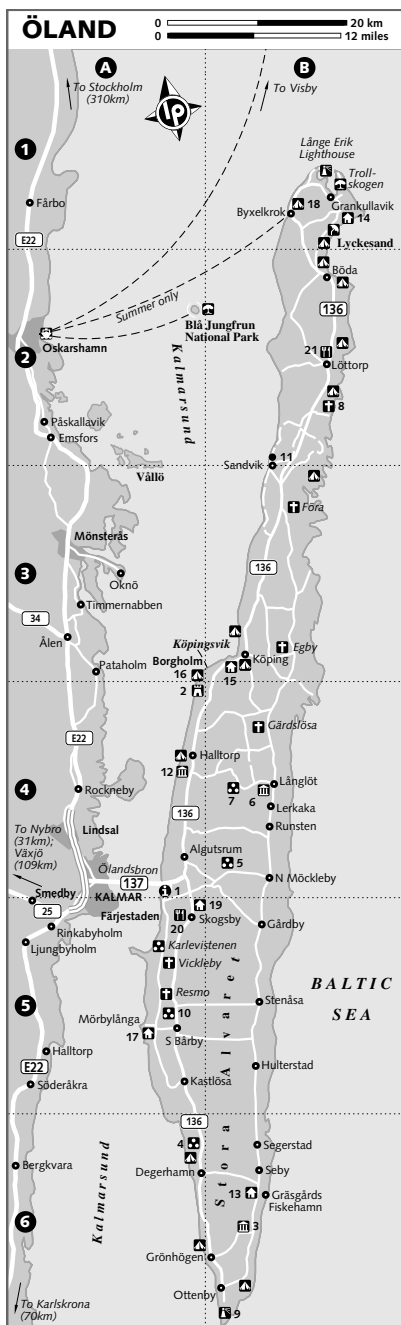 ÖLAND
0 20 km
0 12 miles
A
B
To Stockholm
(310km)
To Visby
lp
1
Långe Erik
Lighthouse
Troll-
skogen
Fårbo
18
Grankullavik
Byxelkrok
14
E22
Lyckesand
Böda
Summer only
136
Oskarshamn
Blå Jungfrun
National Park
2
Kalmarsund
21
Löttorp
8
Påskallavik
Emsfors
11
Sandvik
Vållö
Föra
Mönsterås
136
3
Oknö
34
Timmernabben
Ålen
Köpingsvik
Egby
Borgholm
Köping
Pataholm
16
15
2
Gärdslösa
E22
Halltorp
12
Långlöt
4
Rockneby
7
6
136
Lerkaka
Lindsal
Runsten
To Nybro
(31km);
Växjö
(109km)
Algutsrum
5
Ölandsbron
137
N Möckleby
Smedby
KALMAR
1
25
Färjestaden
19
20
Skogsby
Rinkabyholm
Gårdby
Ljungbyholm
Karlevistenen
Vickleby
BALTIC
SEA
5
Resmo
Stenåsa
10
Mörbylånga
17
S Bårby
Stora Alvaret
Halltorp
Hulterstad
E22
Kastlösa
Söderåkra
136
4
Segerstad
Bergkvara
Degerhamn
Seby
Kalmarsund
13
Gräsgårds
Fiskehamn
6
3
Grönhögen
Ottenby
To Karlskrona
(70km)
9